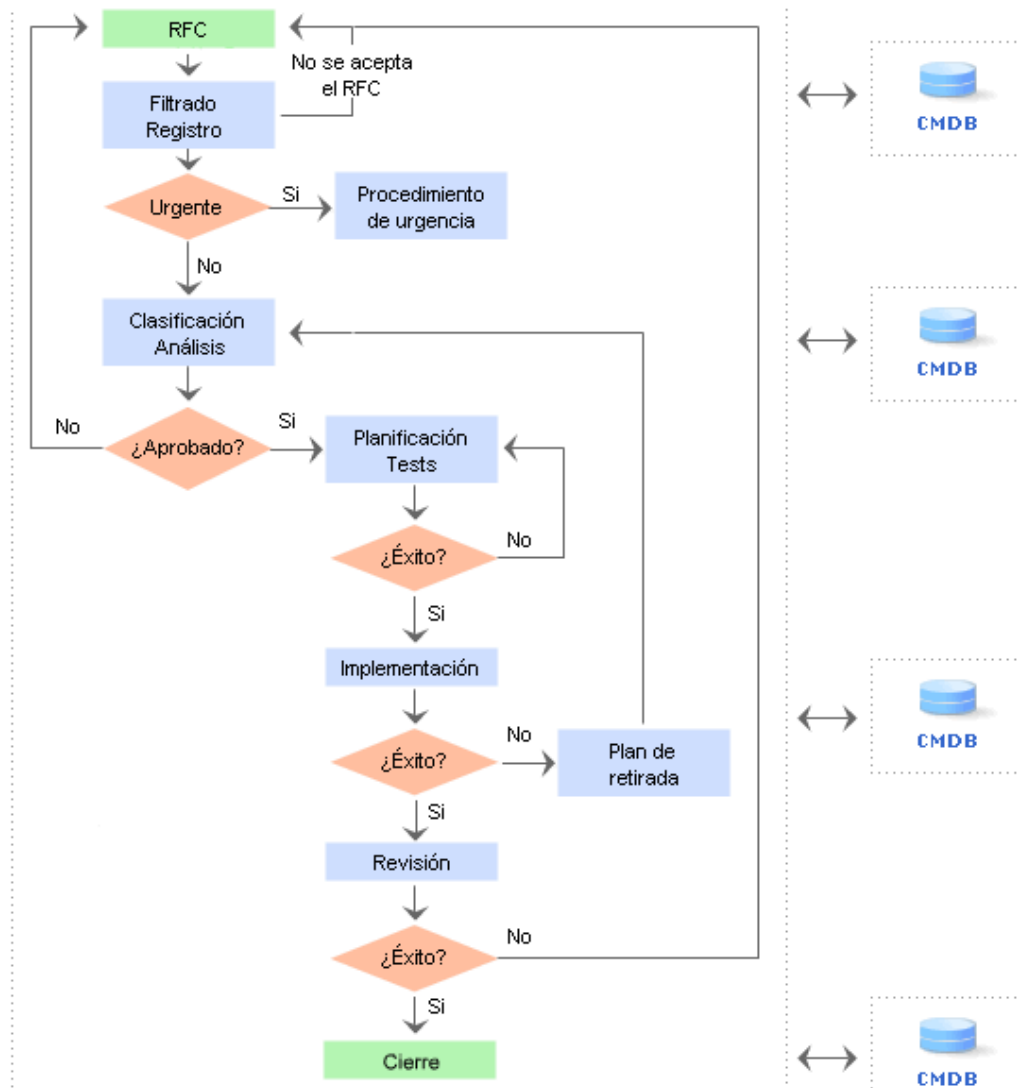 RFC
No se acepta
el RFC
CMDB
Filtrado
Registro
Urgente
Si
Procedimiento
de urgencia
No
Clasificación
Análisis
CMDB
No
¿Aprobado?
Si
Planificación
Tests
¿Éxito?
No
Si
Implementación
CMDB
¿Éxito?
No
Plan de
retirada
Si
Revisión
¿Éxito?
No
Si
Cierre
CMDB